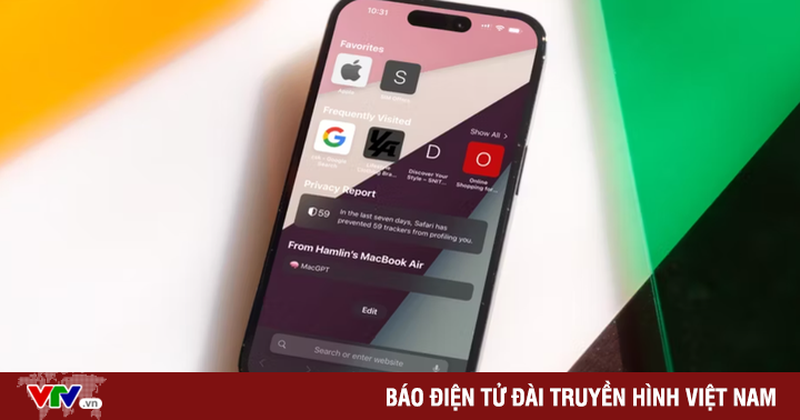 10:31
Favorites
S
Apple
Frequently Visited
Show All >
G
D
O
Discover Your
Style – SNIT...
Online
Shopping for...
Privacy Report
59
In the last seven days, Safari has
prevented 59 trackers from profiling you.
From Hamlin's MacBook Air
MacGPT
Edit
Search or enter website
VTV.vn
BÁO ĐIỆN TỬ ĐÀI TRUYỀN HÌNH VIỆT NAM